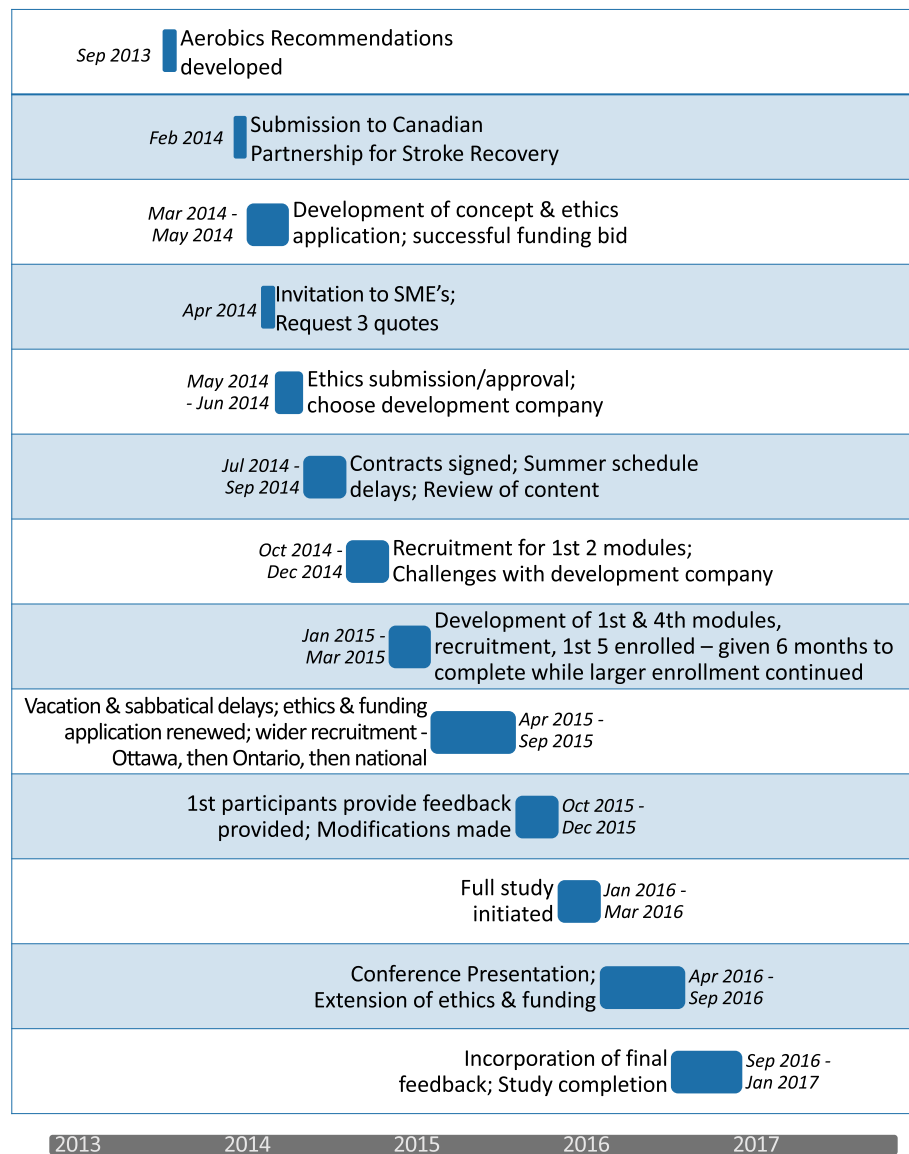 Sep 2013
Aerobics Recommendations
developed
Feb 2014
Submission to Canadian
Partnership for Stroke Recovery
Mar 2014 -
May 2014
Development of concept & ethics
application; successful funding bid
Apr 2014
Invitation to SME’s;
Request 3 quotes
May 2014
- Jun 2014
Ethics submission/approval;
choose development company
Jul 2014 -
Sep 2014
Contracts signed; Summer schedule
delays; Review of content
Oct 2014 -
Dec 2014
Recruitment for 1st 2 modules;
Challenges with development company
Jan 2015 -
Mar 2015
Development of 1st & 4th modules,
recruitment, 1st 5 enrolled – given 6 months to
complete while larger enrollment continued
Vacation & sabbatical delays; ethics & funding
application renewed; wider recruitment -
Ottawa, then Ontario, then national
Apr 2015 -
Sep 2015
1st participants provide feedback
provided; Modifications made
Oct 2015 -
Dec 2015
Full study
initiated
Jan 2016 -
Mar 2016
Conference Presentation;
Extension of ethics & funding
Apr 2016 -
Sep 2016
Incorporation of final
feedback; Study completion
Sep 2016 -
Jan 2017
2013 2014 2015 2016 2017